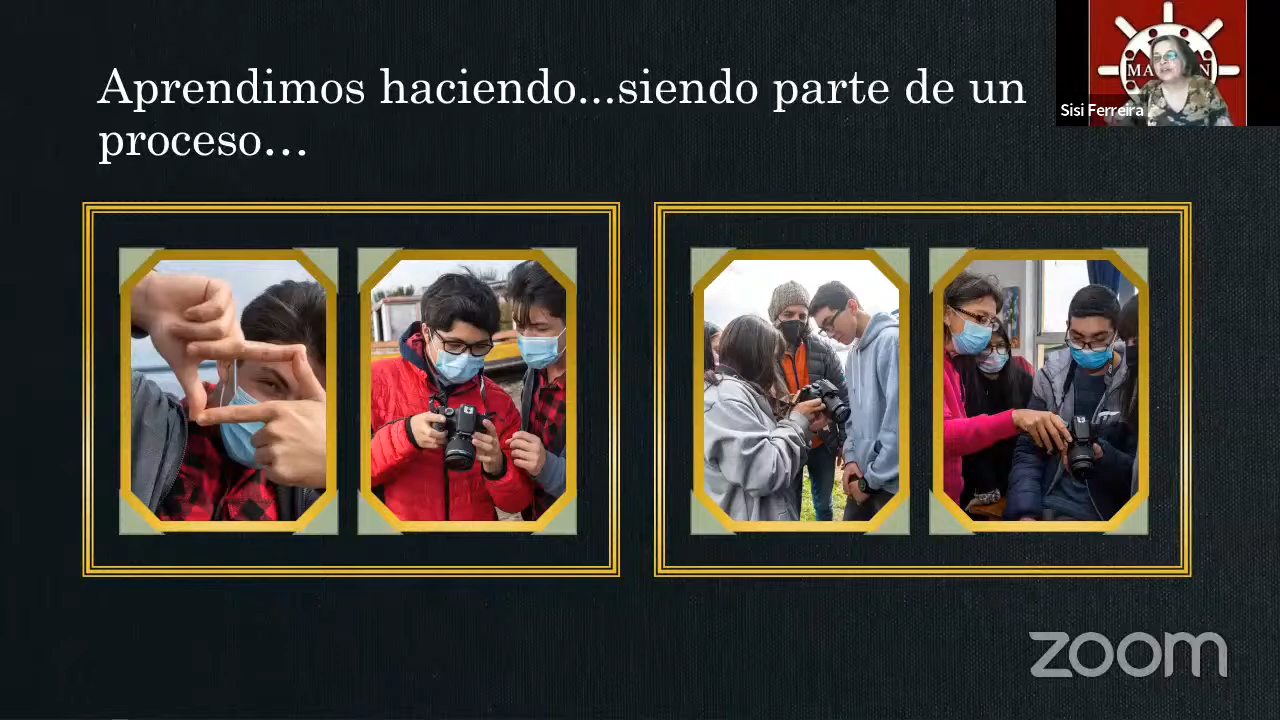 Aprendimos haciendo...siendo parte de un
proceso...
Sisi Ferreira
zoom